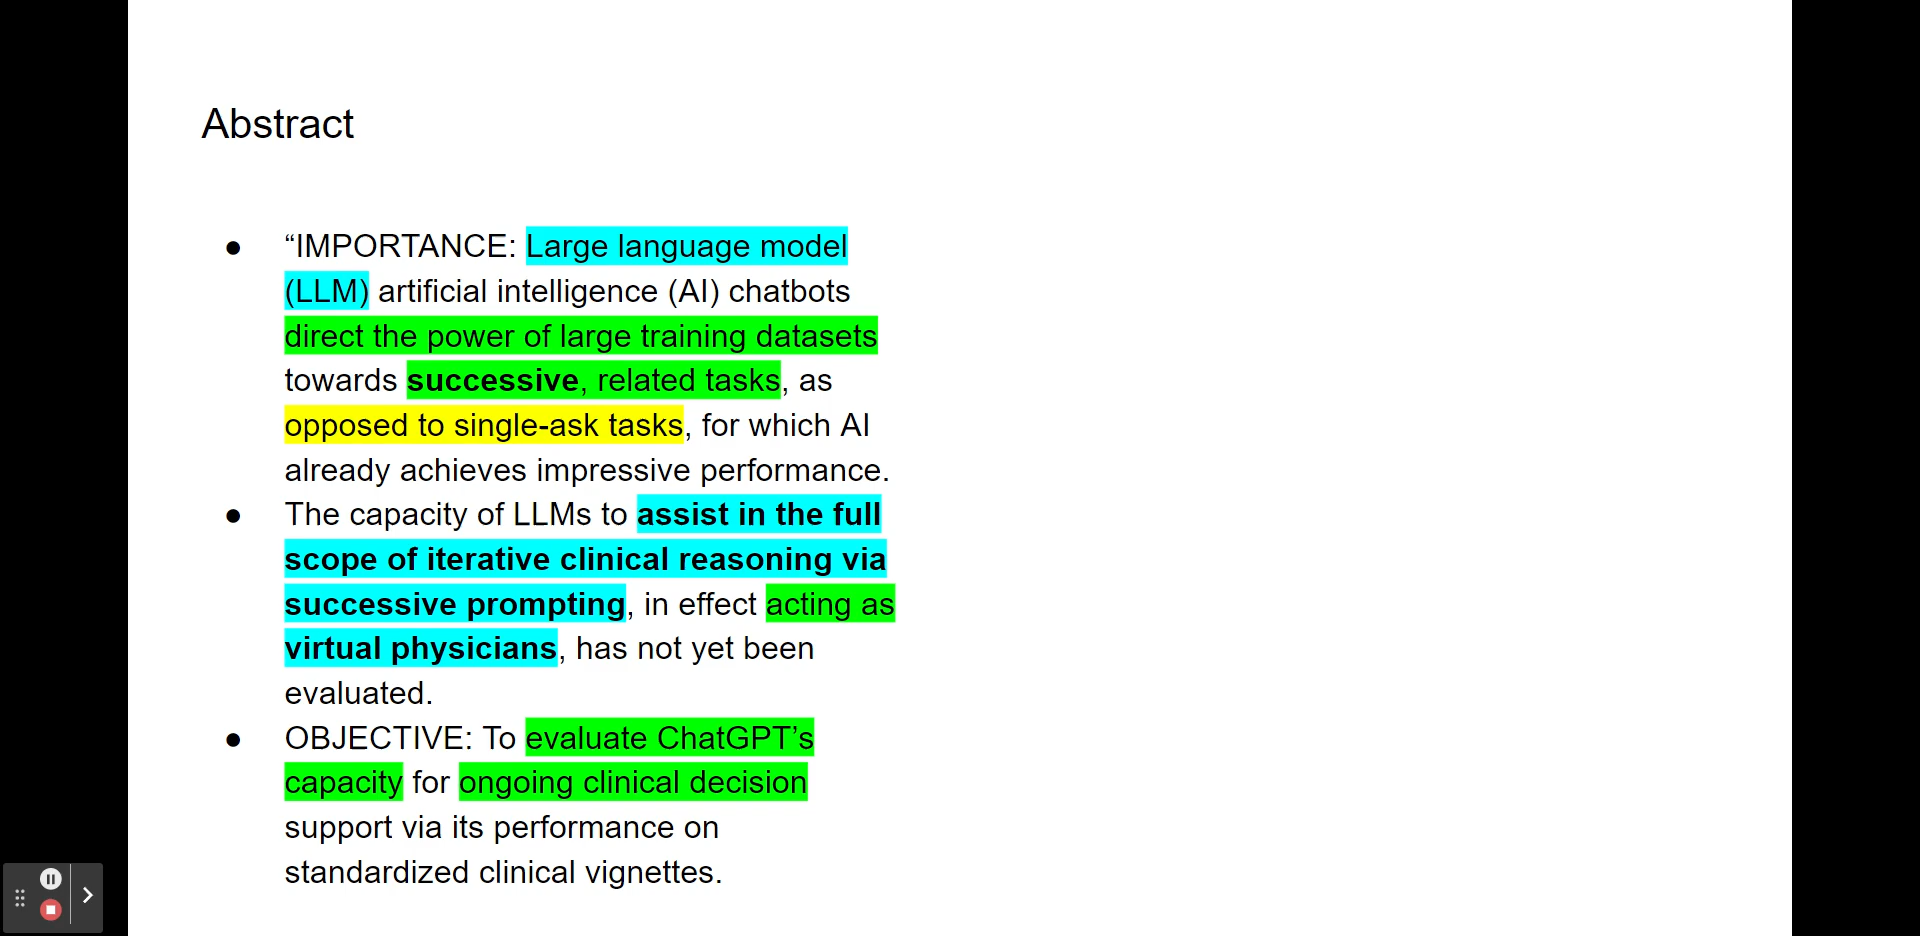 Abstract
● “IMPORTANCE: Large language model
(LLM) artificial intelligence (AI) chatbots
direct the power of large training datasets
towards successive, related tasks, as
opposed to single-ask tasks, for which AI
already achieves impressive performance.
● The capacity of LLMs to assist in the full
scope of iterative clinical reasoning via
successive prompting, in effect acting as
virtual physicians, has not yet been
evaluated.
● OBJECTIVE: To evaluate ChatGPT’s
capacity for ongoing clinical decision
support via its performance on
standardized clinical vignettes.